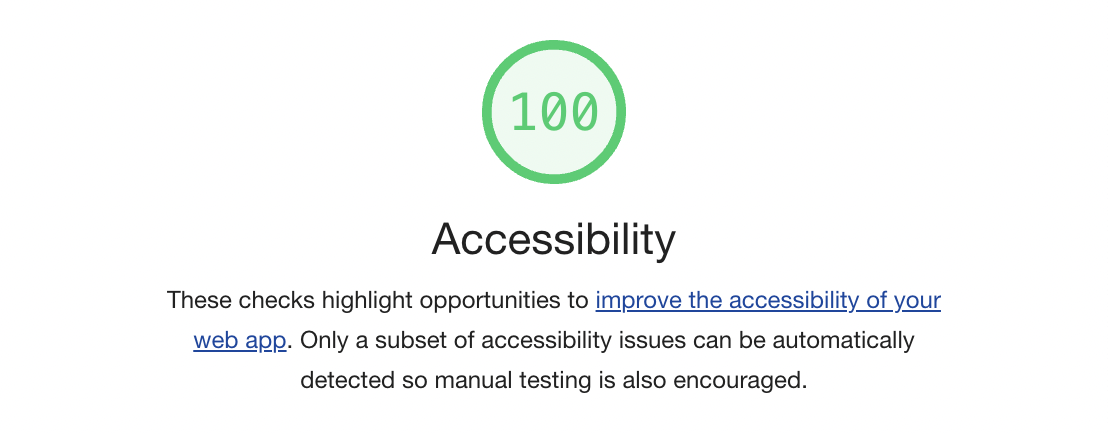 100
Accessibility
These checks highlight opportunities to improve the accessibility of your
web app. Only a subset of accessibility issues can be automatically
detected so manual testing is also encouraged.